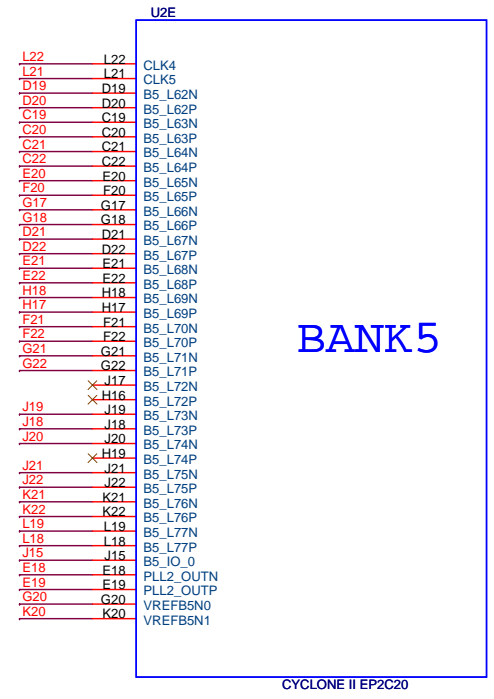 U2E
L22 L22 CLK4
L21 L21 CLK5
D19 D19 B5_L62N
D20 D20 B5_L62P
C19 C19 B5_L63N
C20 C20 B5_L63P
C21 C21 B5_L64N
C22 C22 B5_L64P
E20 E20 B5_L65N
F20 F20 B5_L65P
G17 G17 B5_L66N
G18 G18 B5_L66P
D21 D21 B5_L67N
D22 D22 B5_L67P
E21 E21 B5_L68N
E22 E22 B5_L68P
H18 H18 B5_L69N
H17 H17 B5_L69P
F21 F21 B5_L70N
F22 F22 B5_L70P
G21 G21 B5_L71N
G22 G22 B5_L71P
J17 B5_L72N
H16 B5_L72P
J19 J19 B5_L73N
J18 J18 B5_L73P
J20 J20 B5_L74N
H19 B5_L74P
J21 J21 B5_L75N
J22 J22 B5_L75P
K21 K21 B5_L76N
K22 K22 B5_L76P
L19 L19 B5_L77N
L18 L18 B5_L77P
J15 J15 B5_IO_0
E18 E18 PLL2_OUTN
E19 E19 PLL2_OUTP
G20 G20 VREFB5N0
K20 K20 VREFB5N1
BANK5
CYCLONE II EP2C20